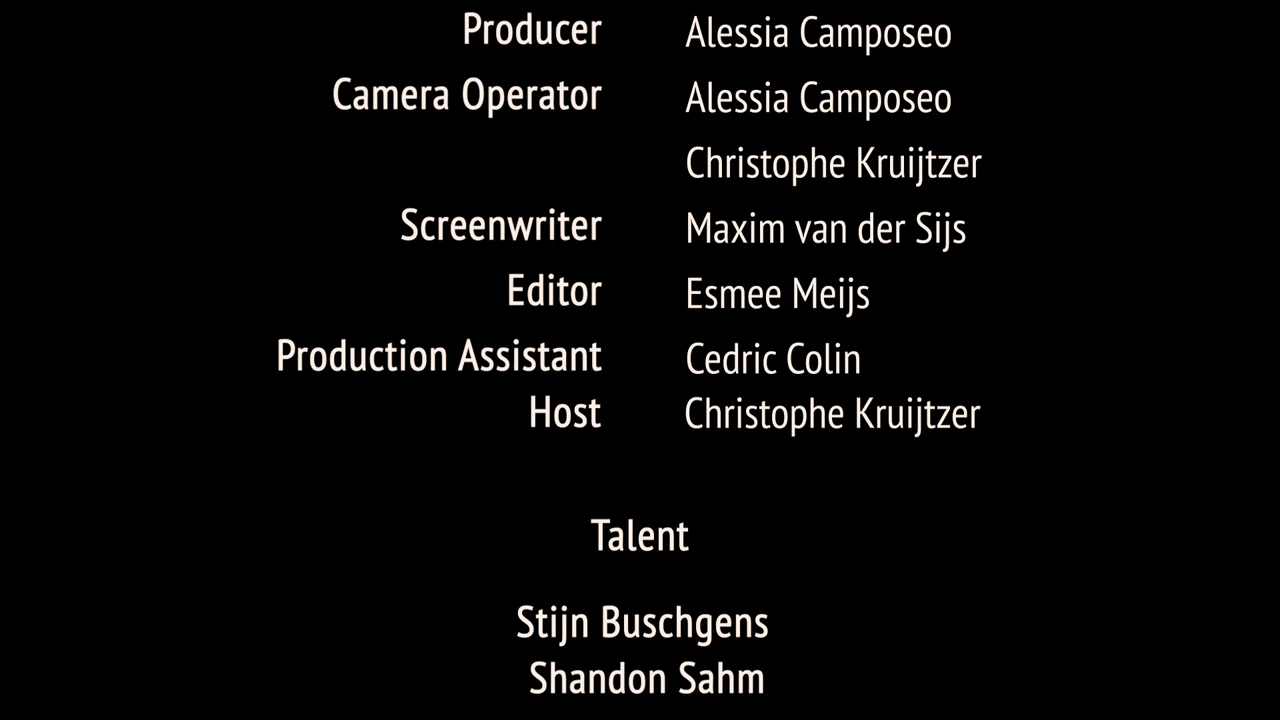 Producer Alessia Camposeo
Camera Operator Alessia Camposeo
Christophe Kruijtzer
Screenwriter Maxim van der Sijs
Editor Esmee Meijs
Production Assistant Cedric Colin
Host Christophe Kruijtzer
Talent
Stijn Buschgens
Shandon Sahm